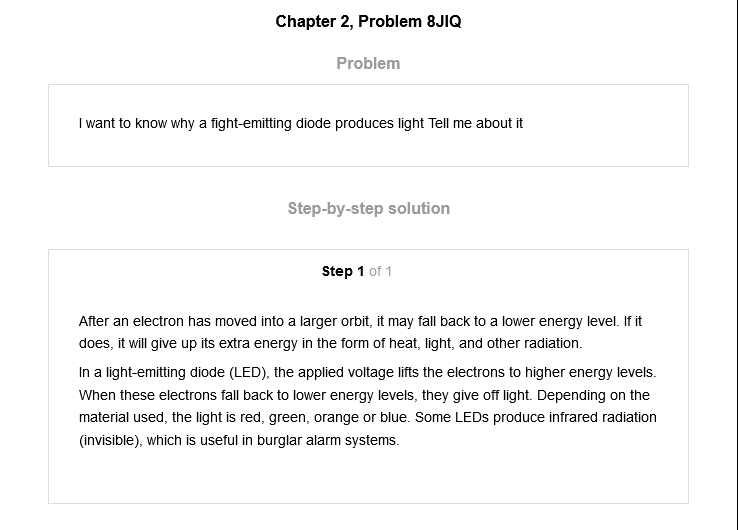 Chapter 2, Problem 8JIQ
Problem
I want to know why a fight-emitting diode produces light Tell me about it
Step-by-step solution
Step 1 of 1
After an electron has moved into a larger orbit, it may fall back to a lower energy level. If it
does, it will give up its extra energy in the form of heat, light, and other radiation.
In a light-emitting diode (LED), the applied voltage lifts the electrons to higher energy levels.
When these electrons fall back to lower energy levels, they give off light. Depending on the
material used, the light is red, green, orange or blue. Some LEDs produce infrared radiation
(invisible), which is useful in burglar alarm systems.